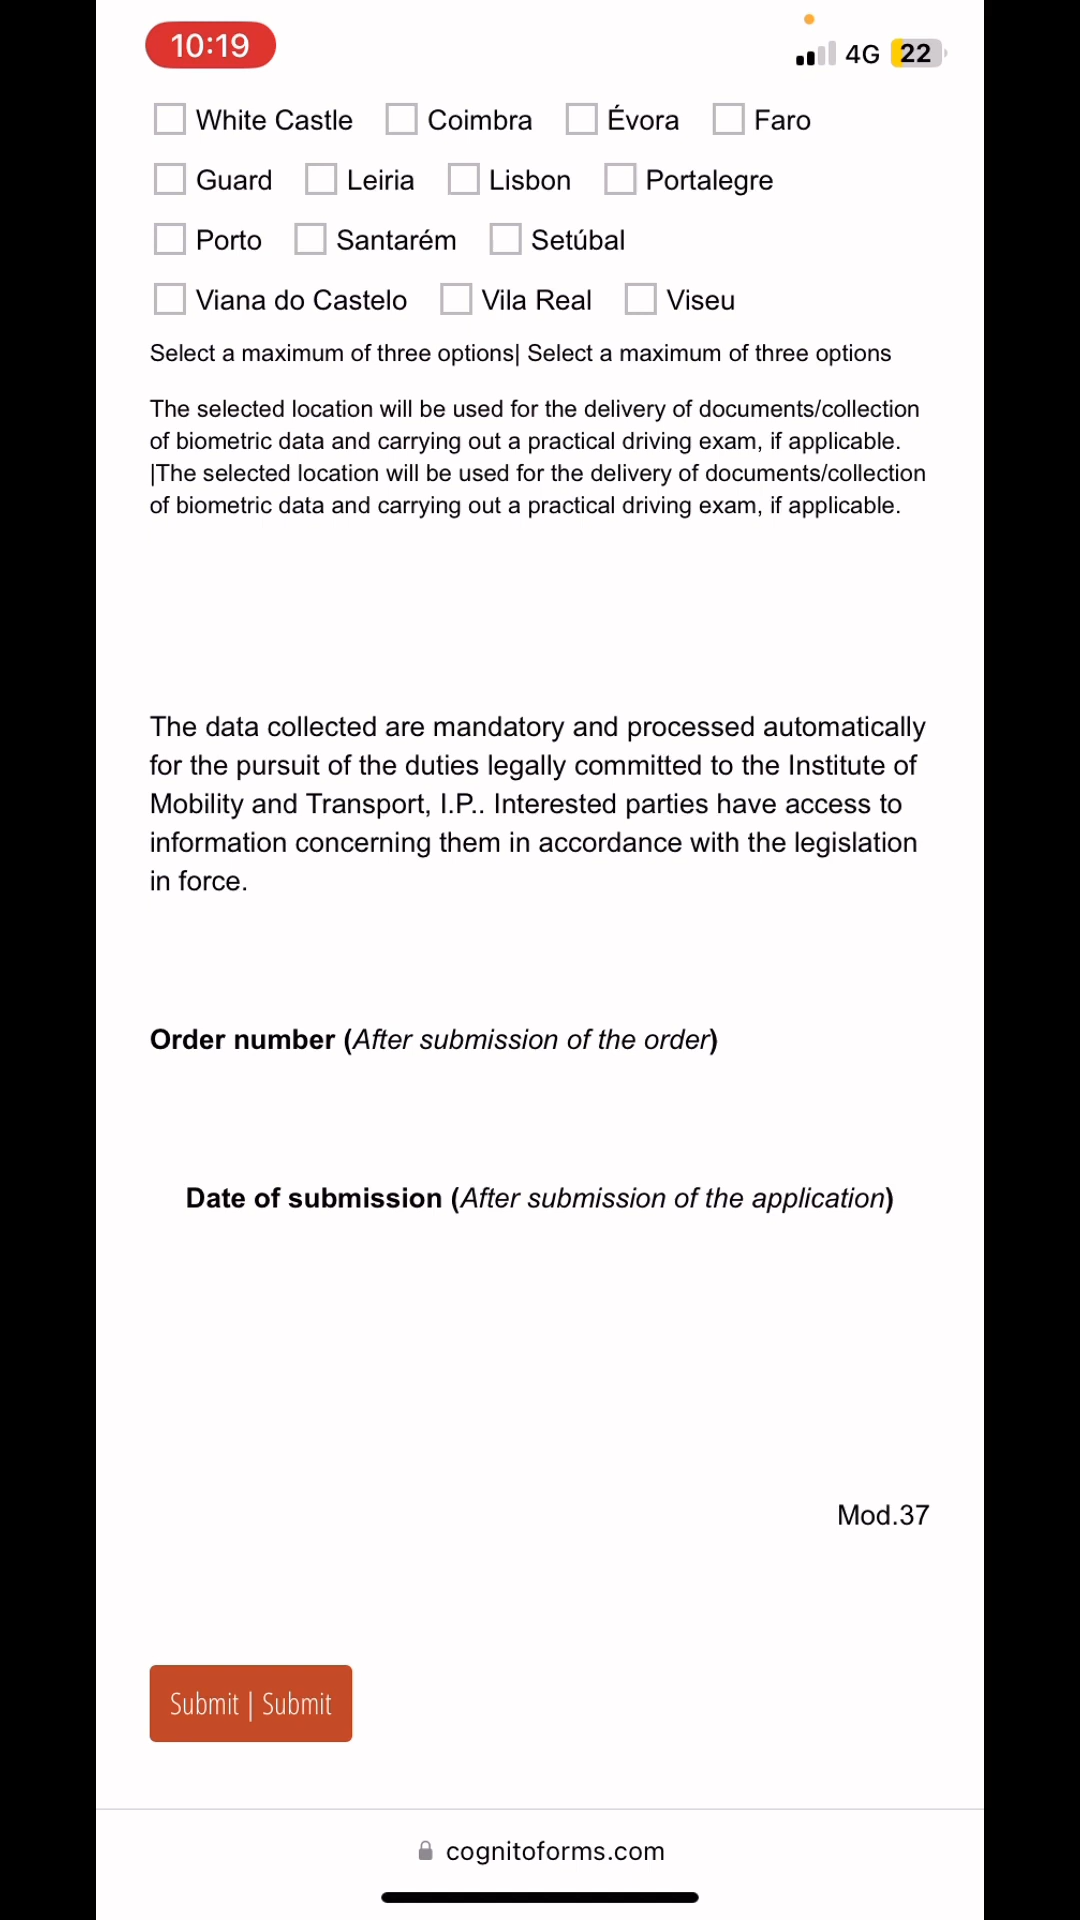 10:19
4G 22
White Castle Coimbra Évora Faro
Guard Leiria Lisbon Portalegre
Porto Santarém Setúbal
Viana do Castelo Vila Real Viseu
Select a maximum of three options| Select a maximum of three options
The selected location will be used for the delivery of documents/collection
of biometric data and carrying out a practical driving exam, if applicable.
|The selected location will be used for the delivery of documents/collection
of biometric data and carrying out a practical driving exam, if applicable.
The data collected are mandatory and processed automatically
for the pursuit of the duties legally committed to the Institute of
Mobility and Transport, I.P.. Interested parties have access to
information concerning them in accordance with the legislation
in force.
Order number (After submission of the order)
Date of submission (After submission of the application)
Mod.37
Submit | Submit
cognitoforms.com